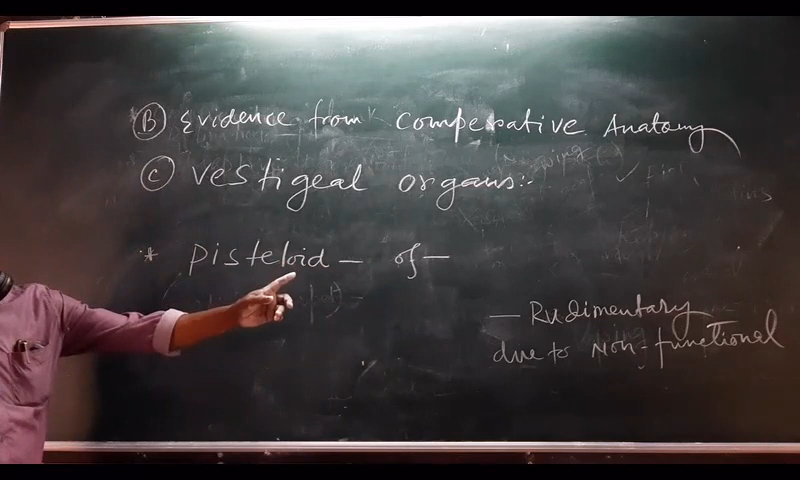 (B) Evidence from Comperative Anatomy
(C) Vestigeal organs:-
* Pisteloid — of —
— Rudimentary
due to Non-functional